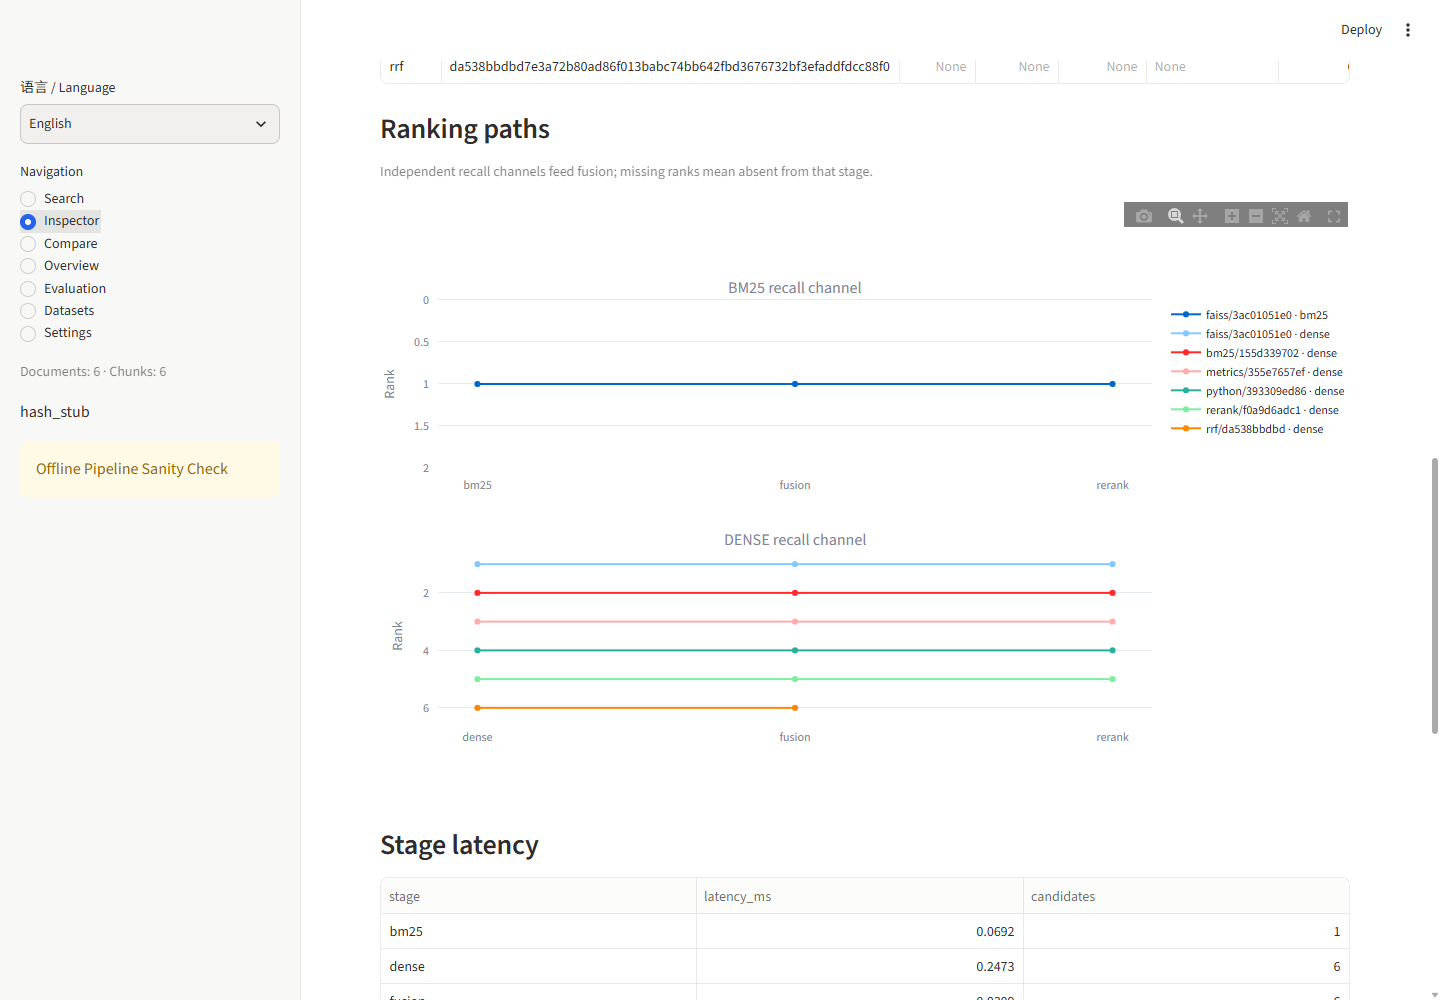 Deploy
语言 / Language
English
Navigation
Search
Inspector
Compare
Overview
Evaluation
Datasets
Settings
Documents: 6 · Chunks: 6
hash_stub
Offline Pipeline Sanity Check
rrf da538bbdbd7e3a72b80ad86f013babc74bb642fbd3676732bf3efaddfdcc88f0 None None None None
Ranking paths
Independent recall channels feed fusion; missing ranks mean absent from that stage.
BM25 recall channel
0
0.5
1
1.5
2
Rank
bm25 fusion rerank
faiss/3ac01051e0 · bm25
faiss/3ac01051e0 · dense
bm25/155d339702 · dense
metrics/355e7657ef · dense
python/393309ed86 · dense
rerank/f0a9d6adc1 · dense
rrf/da538bbdbd · dense
DENSE recall channel
2
4
6
Rank
dense fusion rerank
Stage latency
stage latency_ms candidates
bm25 0.0692 1
dense 0.2473 6